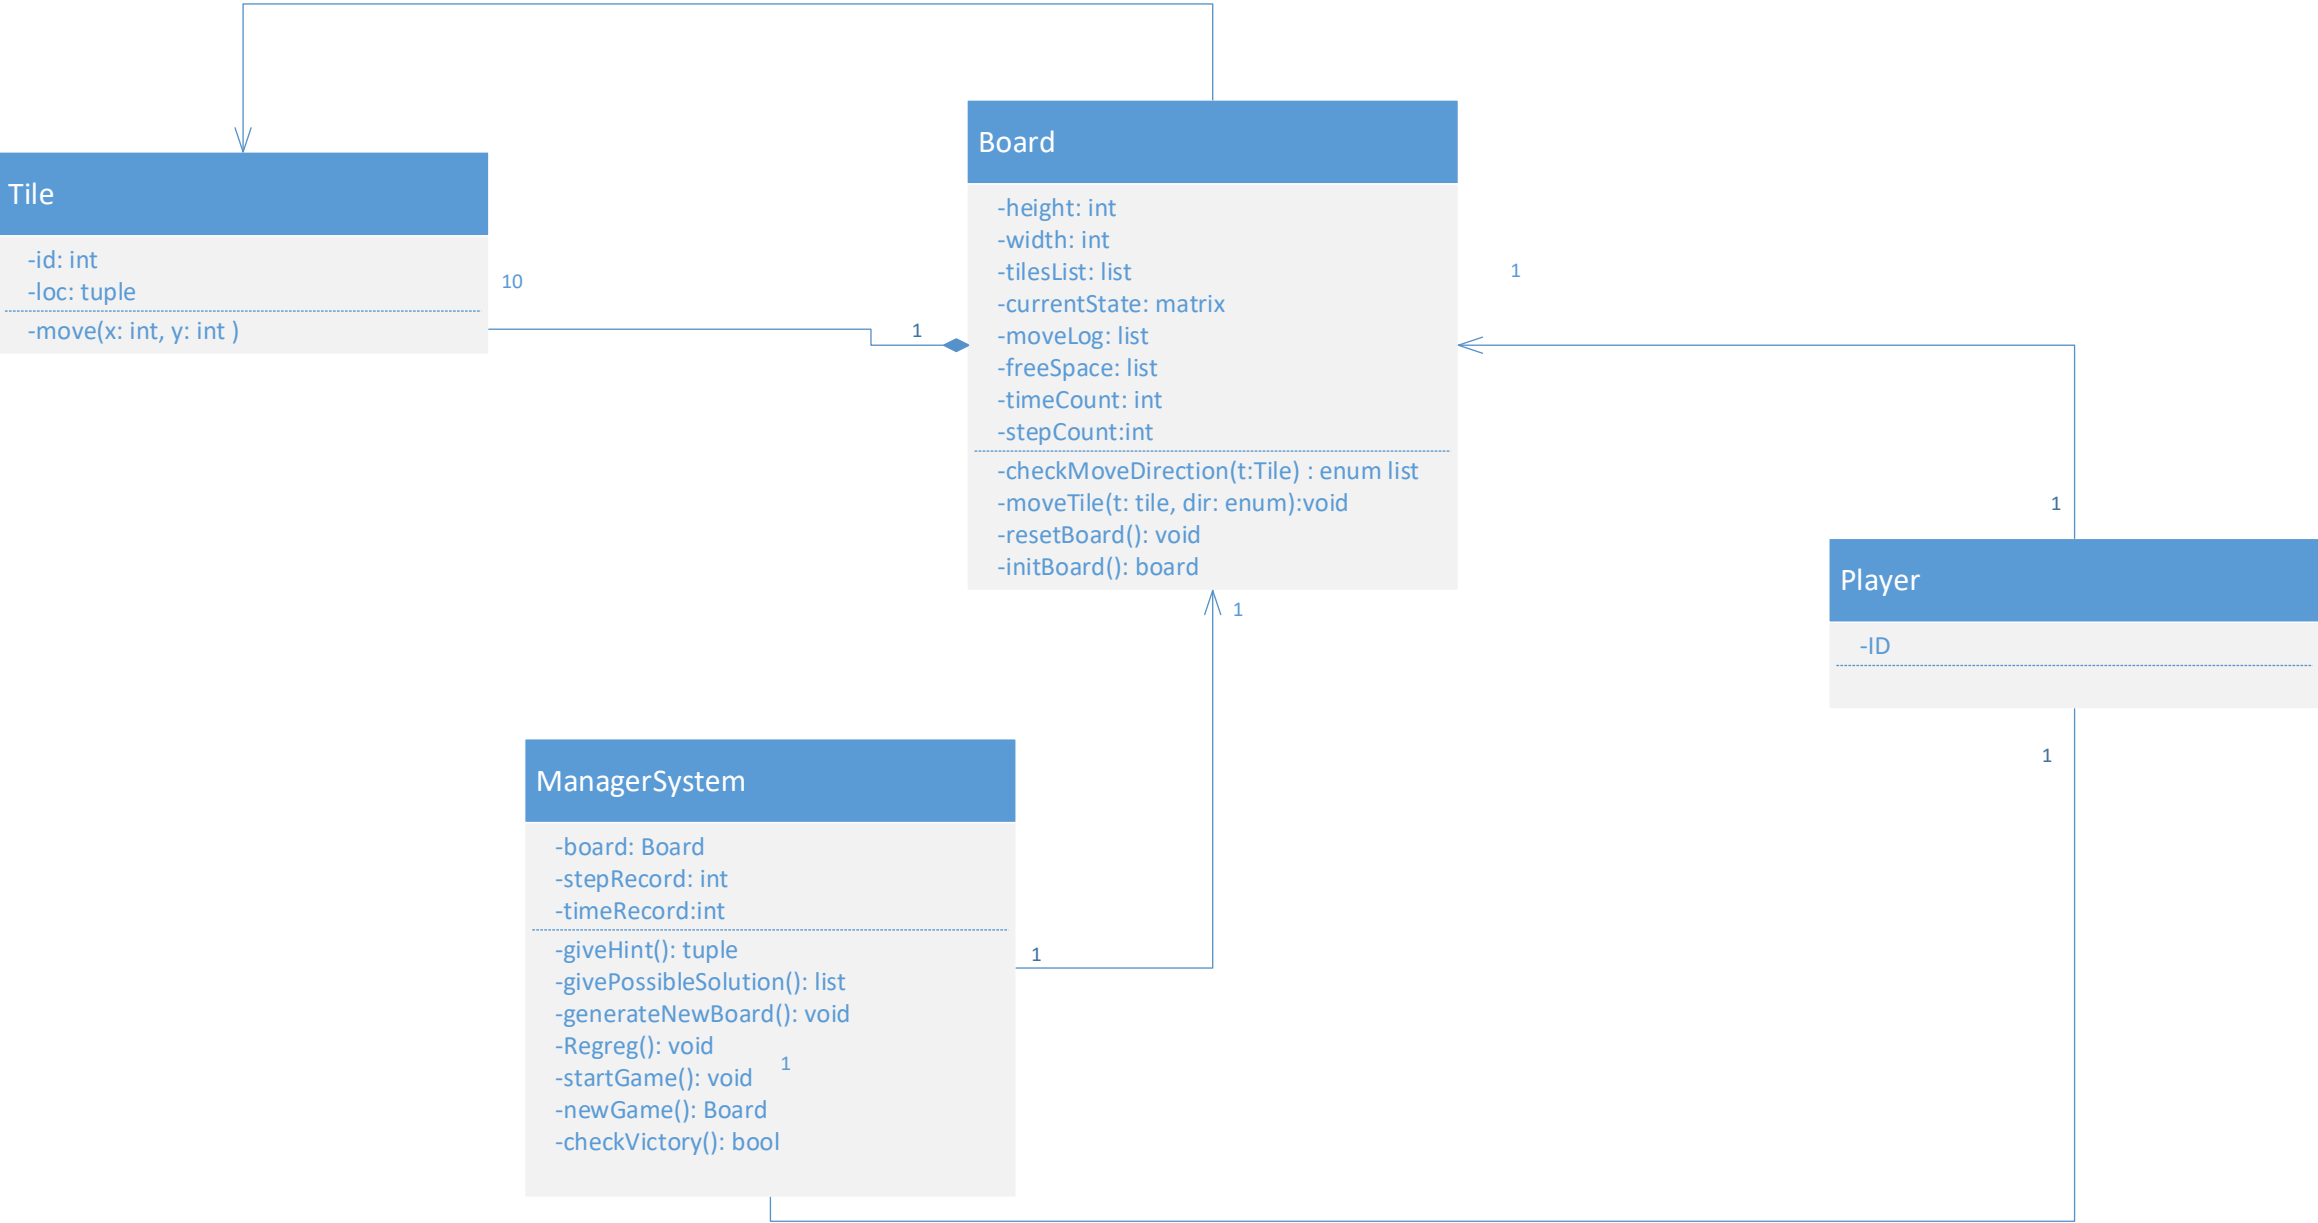 Tile
-id: int
-loc: tuple
-move(x: int, y: int )
10
1
Board
-height: int
-width: int
-tilesList: list
-currentState: matrix
-moveLog: list
-freeSpace: list
-timeCount: int
-stepCount:int
-checkMoveDirection(t:Tile) : enum list
-moveTile(t: tile, dir: enum):void
-resetBoard(): void
-initBoard(): board
1
1
1
Player
-ID
1
ManagerSystem
-board: Board
-stepRecord: int
-timeRecord:int
-giveHint(): tuple
-givePossibleSolution(): list
-generateNewBoard(): void
-Regreg(): void
-startGame(): void
-newGame(): Board
-checkVictory(): bool
1
1